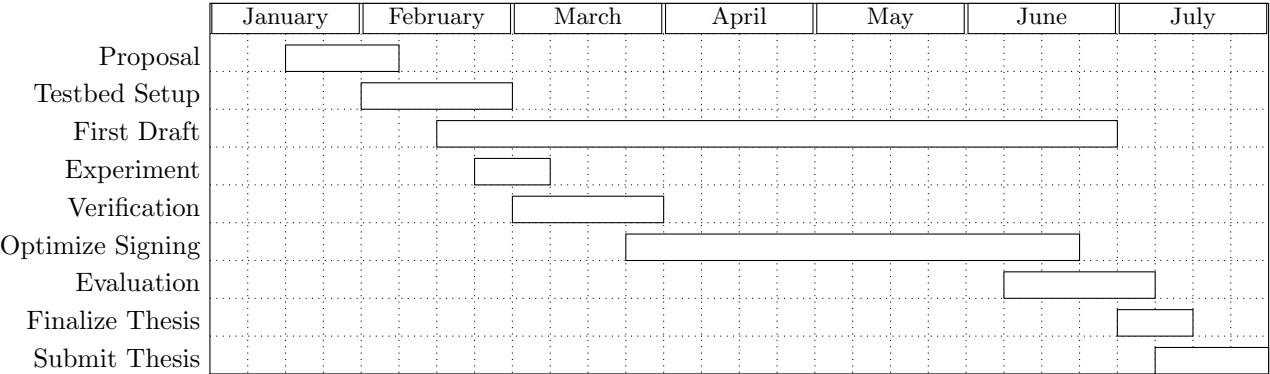 January February March April May June July
Proposal
Testbed Setup
First Draft
Experiment
Verification
Optimize Signing
Evaluation
Finalize Thesis
Submit Thesis